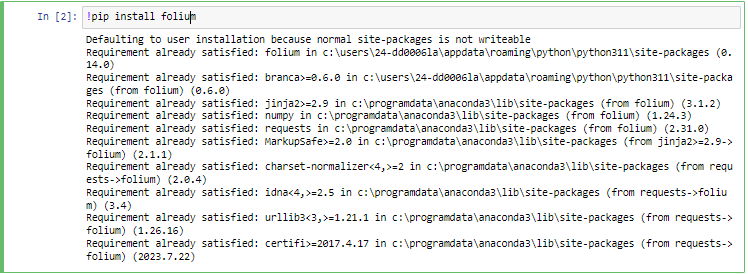 In [2]: !pip install folium
Defaulting to user installation because normal site-packages is not writeable
Requirement already satisfied: folium in c:\users\24-dd0006la\appdata\roaming\python\python311\site-packages (0.
14.0)
Requirement already satisfied: branca>=0.6.0 in c:\users\24-dd0006la\appdata\roaming\python\python311\site-packa
ges (from folium) (0.6.0)
Requirement already satisfied: jinja2>=2.9 in c:\programdata\anaconda3\lib\site-packages (from folium) (3.1.2)
Requirement already satisfied: numpy in c:\programdata\anaconda3\lib\site-packages (from folium) (1.24.3)
Requirement already satisfied: requests in c:\programdata\anaconda3\lib\site-packages (from folium) (2.31.0)
Requirement already satisfied: MarkupSafe>=2.0 in c:\programdata\anaconda3\lib\site-packages (from jinja2>=2.9->
folium) (2.1.1)
Requirement already satisfied: charset-normalizer<4,>=2 in c:\programdata\anaconda3\lib\site-packages (from requ
ests->folium) (2.0.4)
Requirement already satisfied: idna<4,>=2.5 in c:\programdata\anaconda3\lib\site-packages (from requests->foliu
m) (3.4)
Requirement already satisfied: urllib3<3,>=1.21.1 in c:\programdata\anaconda3\lib\site-packages (from requests->
folium) (1.26.16)
Requirement already satisfied: certifi>=2017.4.17 in c:\programdata\anaconda3\lib\site-packages (from requests->
folium) (2023.7.22)